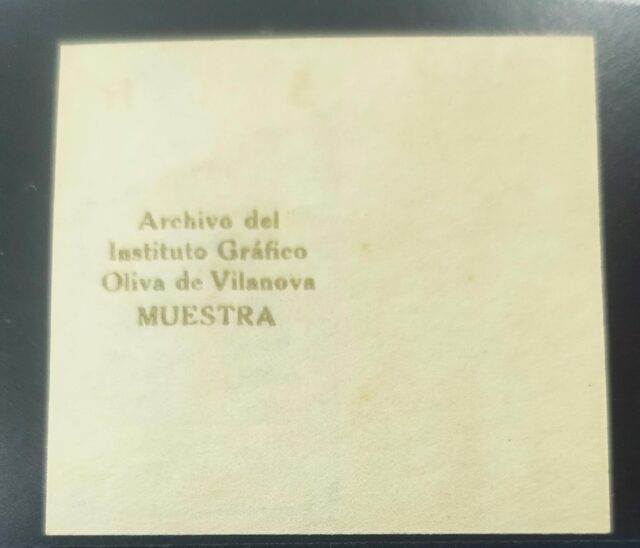 Archivo del
Instituto Gráfico
Oliva de Vilanova
MUESTRA